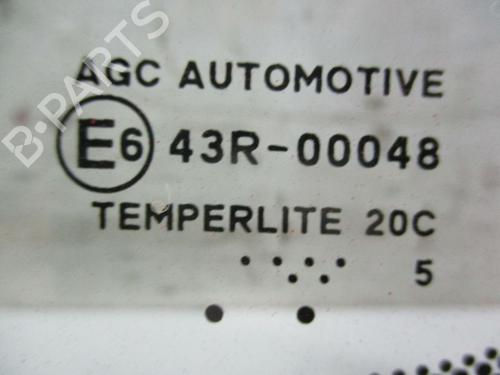 B-PARTS
AGC AUTOMOTIVE
E6 43R-00048
TEMPERLITE 20C
5